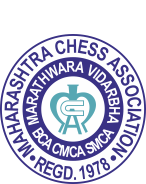 MAHARASHTRA CHESS ASSOCIATION
• REGD. 1978 •
MARATHWARA VIDARBHA
BCA CMCA SMCA